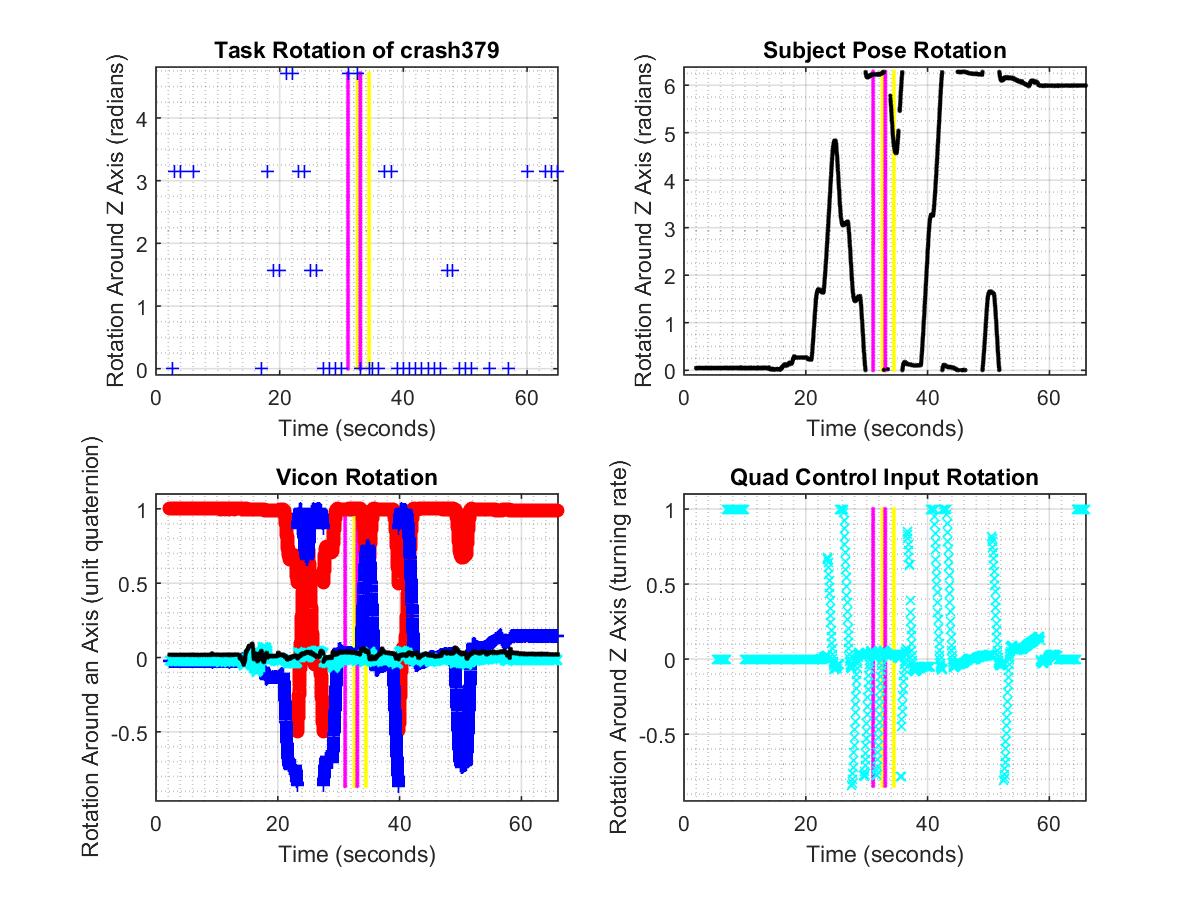 Task Rotation of crash379
Rotation Around Z Axis (radians)
4
3
2
1
0
0 20 40 60
Time (seconds)
Subject Pose Rotation
Rotation Around Z Axis (radians)
6
5
4
3
2
1
0
0 20 40 60
Time (seconds)
Vicon Rotation
Rotation Around an Axis (unit quaternion)
1
0.5
0
-0.5
0 20 40 60
Time (seconds)
Quad Control Input Rotation
Rotation Around Z Axis (turning rate)
1
0.5
0
-0.5
0 20 40 60
Time (seconds)